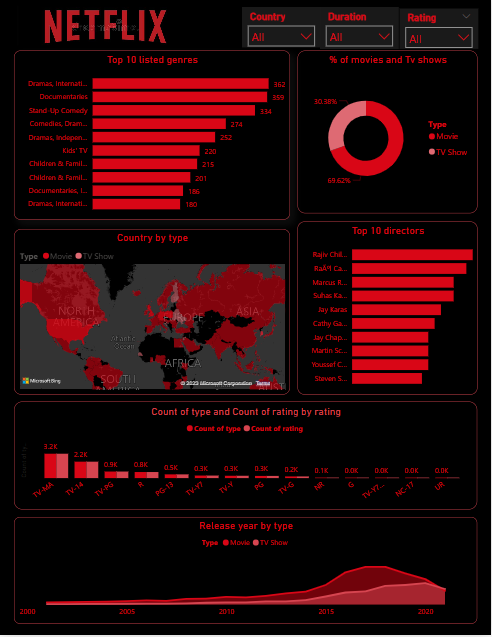 NETFLIX
Country
Duration
Rating
All
All
All
Top 10 listed genres
Dramas, Internati... 362
Documentaries 359
Stand-Up Comedy 334
Comedies, Dram... 274
Dramas, Indepen... 252
Kids' TV 220
Children & Famil... 215
Children & Famil... 201
Documentaries, I... 186
Dramas, Internati... 180
% of movies and Tv shows
30.38%
69.62%
Type
Movie
TV Show
Country by type
Type Movie TV Show
NORTH AMERICA
EUROPE
ASIA
Atlantic
Ocean
AFRICA
SOUTH
AMERICA
AUST
Microsoft Bing
© 2023 Microsoft Corporation Terms
Top 10 directors
Rajiv Chil...
Marcus R...
Suhas Ka...
Jay Karas
Cathy Ga...
Jay Chap...
Martin Sc...
Youssef C...
Steven S...
Count of type and Count of rating by rating
Count of type Count of rating
3.2K
2.2K
0.9K
0.8K
0.5K
0.3K
0.3K
0.3K
0.2K
0.1K
0.0K
0.0K
0.0K
0.0K
TV-MA
TV-14
TV-PG
R
PG-13
TV-Y7
TV-Y
PG
TV-G
NR
G
TV-Y7...
NC-17
UR
Release year by type
Type Movie TV Show
2000
2005
2010
2015
2020